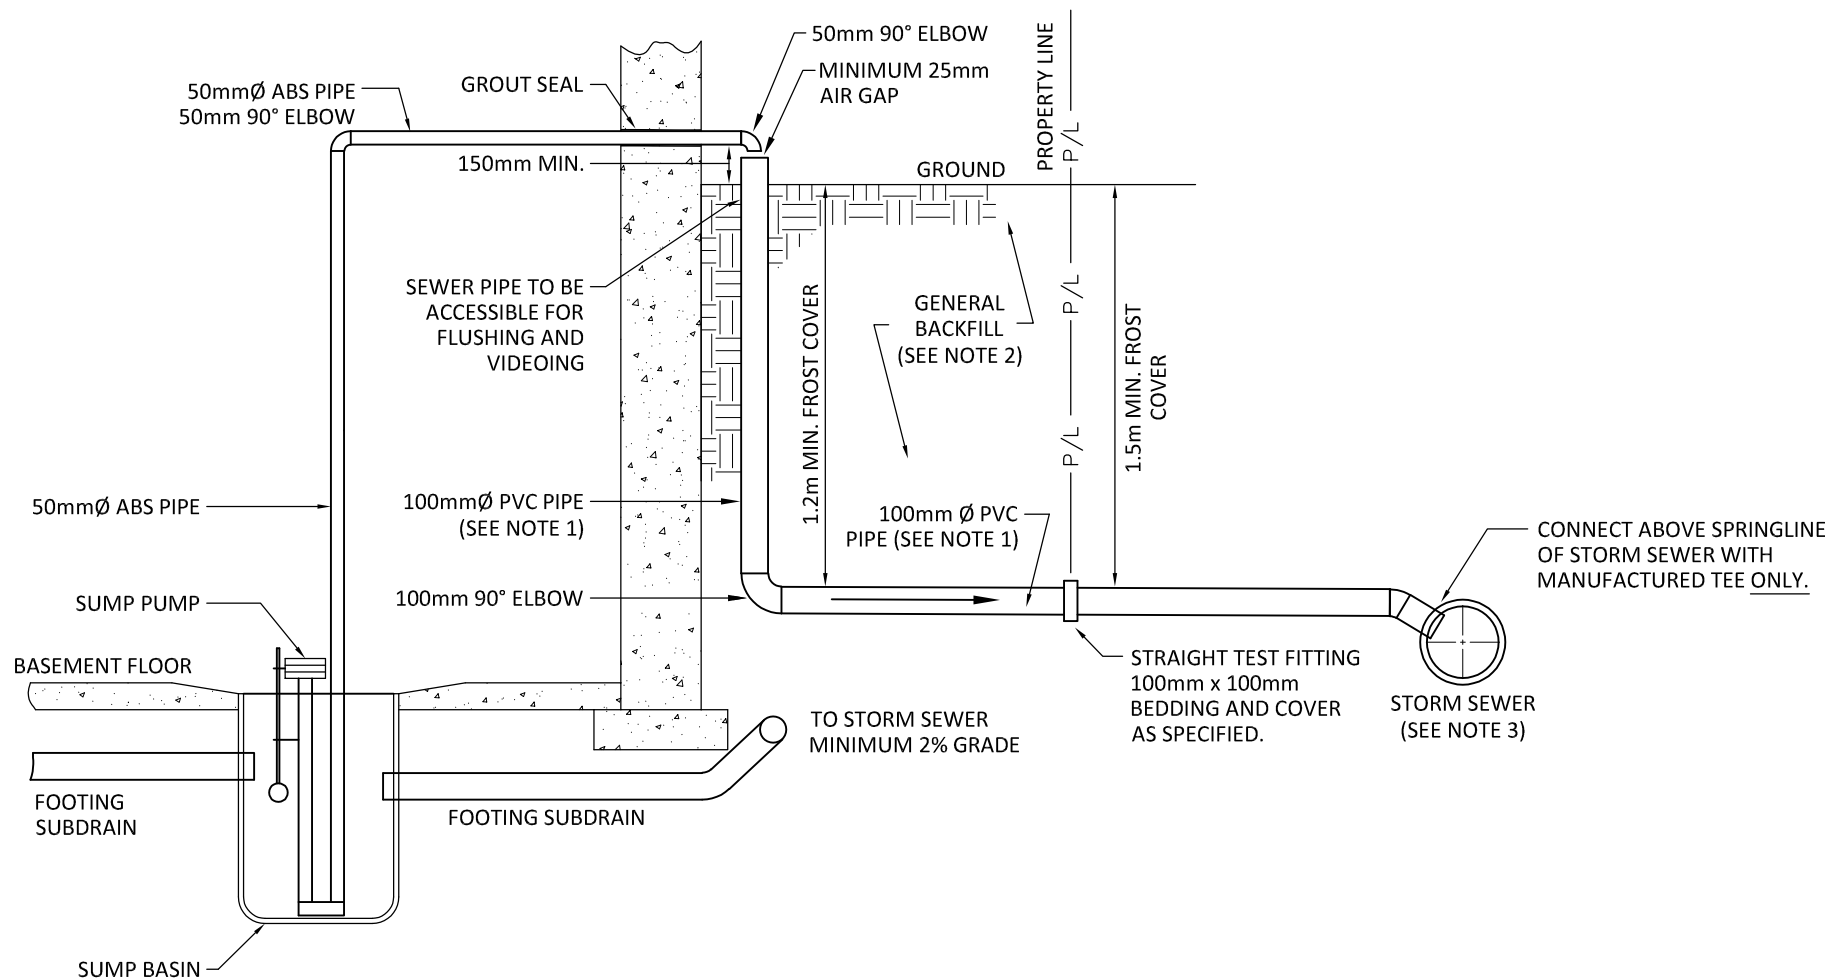 50mm 90° ELBOW
MINIMUM 25mm
AIR GAP
PROPERTY LINE
GROUT SEAL
50mmØ ABS PIPE
50mm 90° ELBOW
150mm MIN.
GROUND
P/L
P/L
P/L
SEWER PIPE TO BE
ACCESSIBLE FOR
FLUSHING AND
VIDEOING
GENERAL
BACKFILL
(SEE NOTE 2)
1.2m MIN. FROST COVER
1.5m MIN. FROST
COVER
50mmØ ABS PIPE
100mmØ PVC PIPE
(SEE NOTE 1)
100mm Ø PVC
PIPE (SEE NOTE 1)
CONNECT ABOVE SPRINGLINE
OF STORM SEWER WITH
MANUFACTURED TEE ONLY.
100mm 90° ELBOW
SUMP PUMP
BASEMENT FLOOR
STRAIGHT TEST FITTING
100mm x 100mm
BEDDING AND COVER
AS SPECIFIED.
STORM SEWER
(SEE NOTE 3)
TO STORM SEWER
MINIMUM 2% GRADE
FOOTING
SUBDRAIN
FOOTING SUBDRAIN
SUMP BASIN